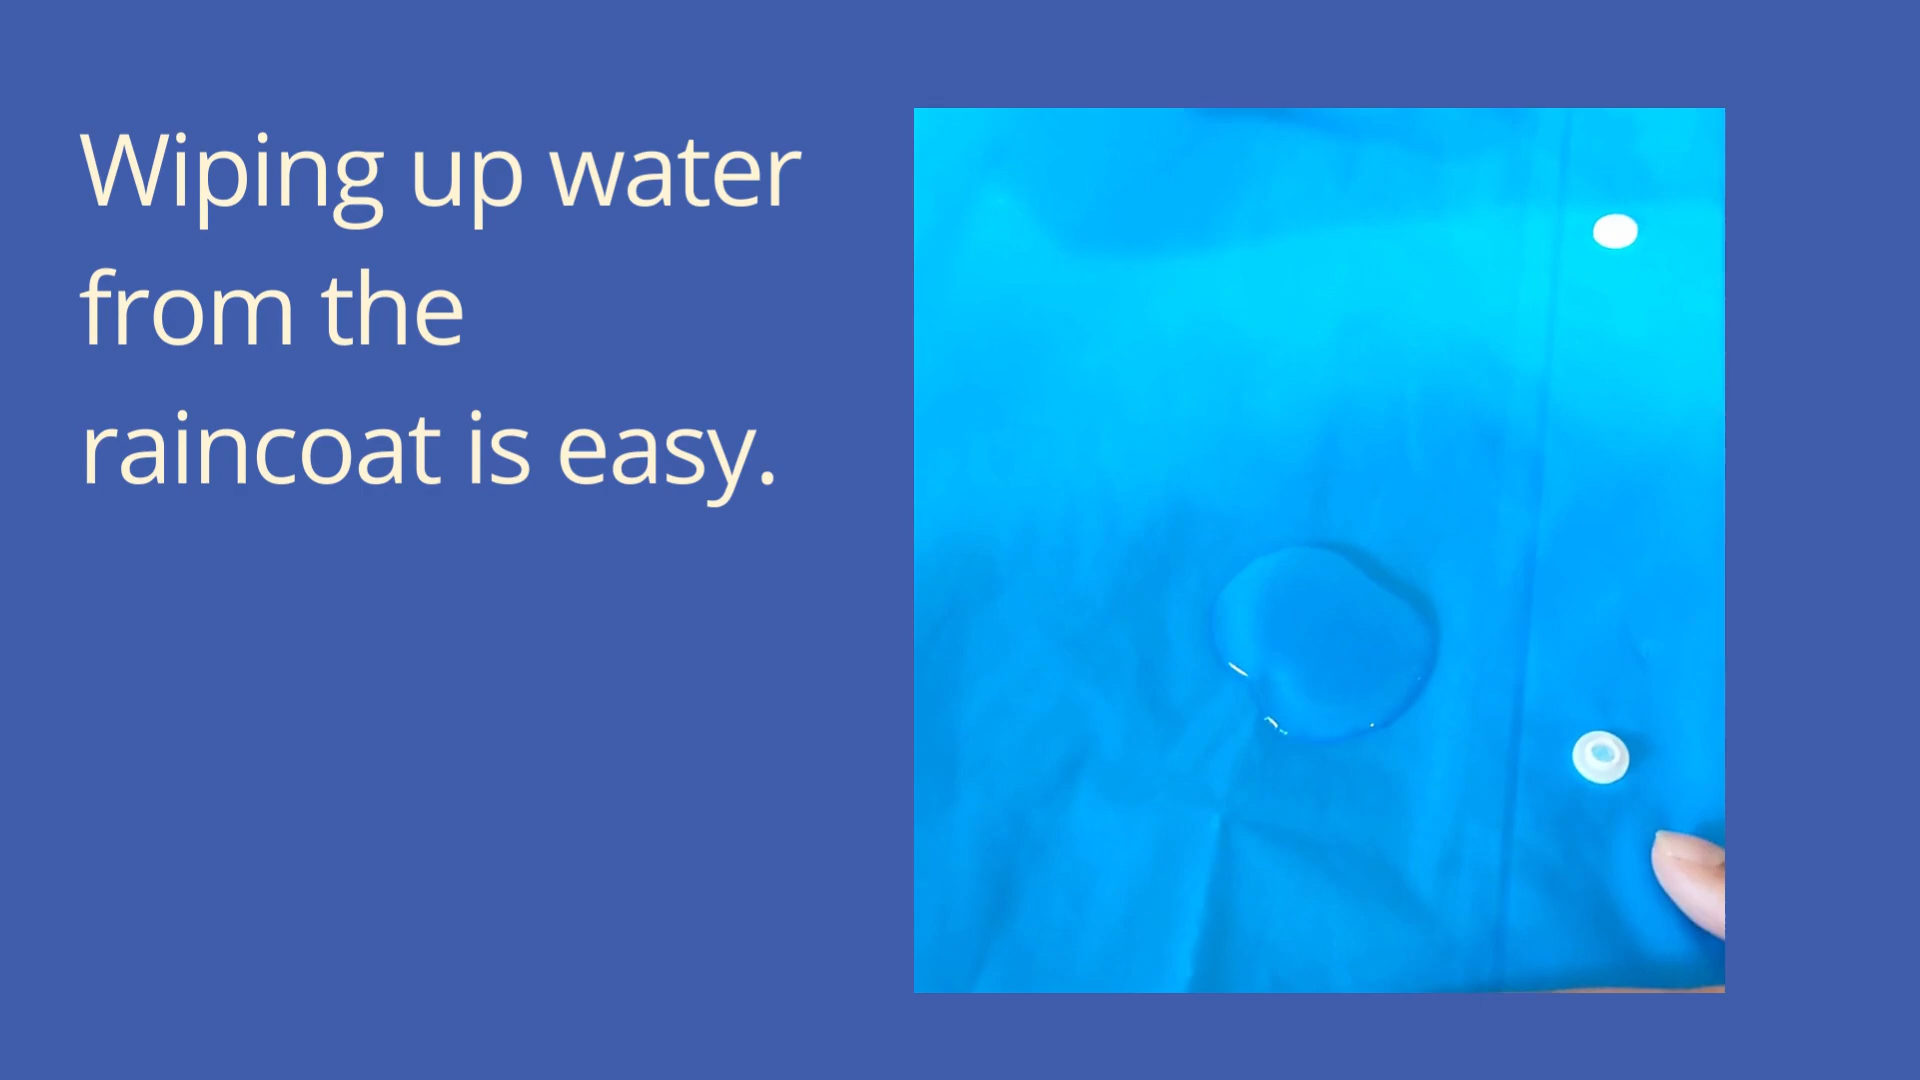 Wiping up water
from the
raincoat is easy.